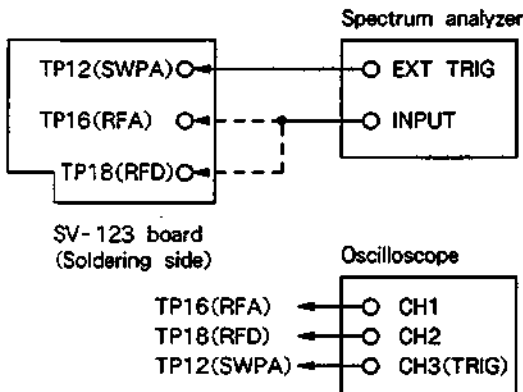 Spectrum analyzer
TP12(SWPA)
EXT TRIG
TP16(RFA)
INPUT
TP18(RFD)
SV-123 board
(Soldering side)
Oscilloscope
TP16(RFA)
CH1
TP18(RFD)
CH2
TP12(SWPA)
CH3(TRIG)